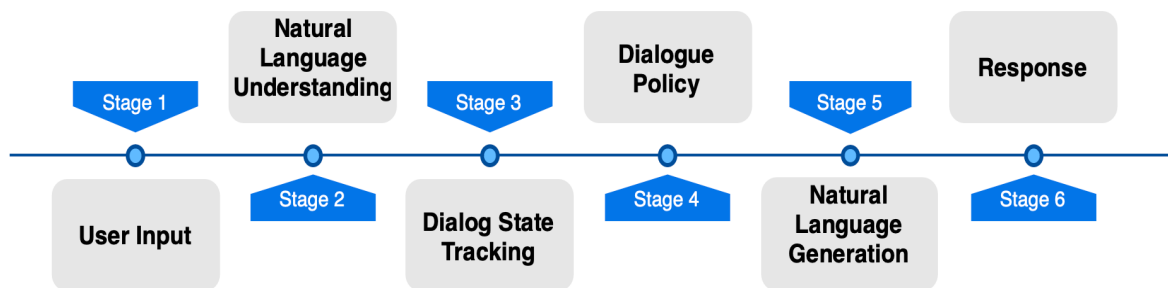 Stage 1
User Input
Natural
Language
Understanding
Stage 2
Stage 3
Dialog State
Tracking
Dialogue
Policy
Stage 4
Stage 5
Natural
Language
Generation
Response
Stage 6